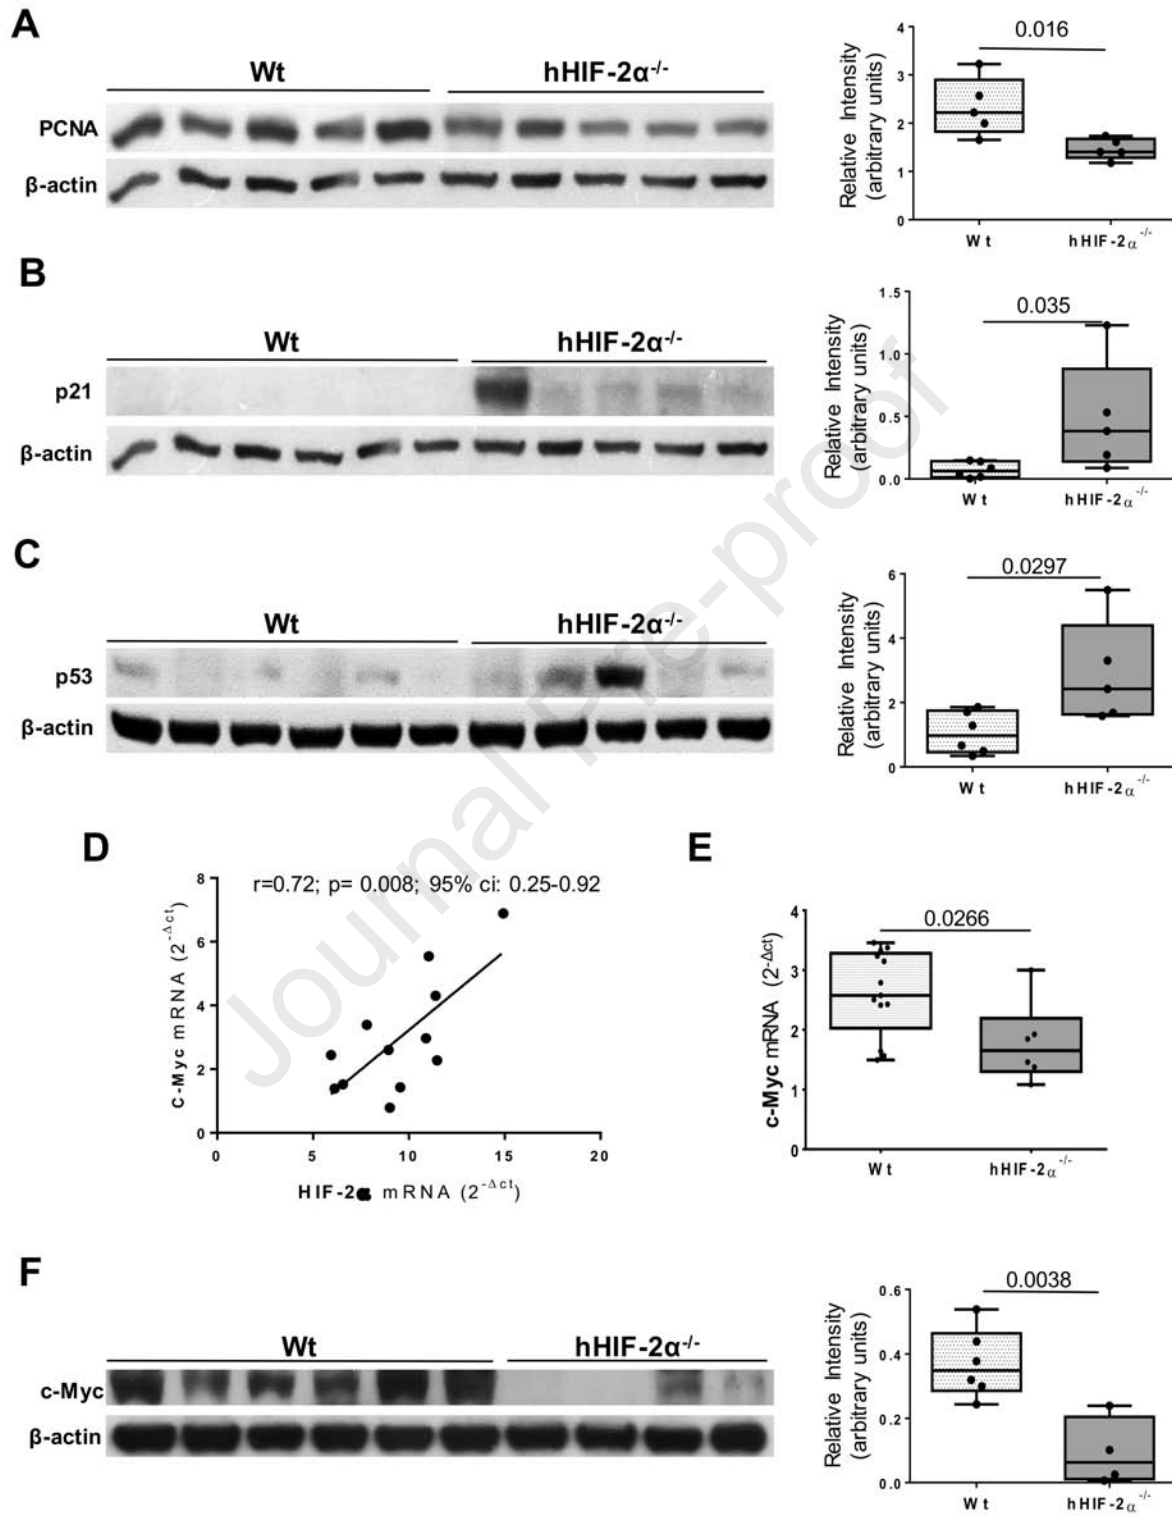 A
Wt
hHIF-2α-/-
PCNA
β-actin
Relative Intensity
(arbitrary units)
4
3
2
1
0
0.016
Wt
hHIF-2α-/-
B
Wt
hHIF-2α-/-
p21
β-actin
Relative Intensity
(arbitrary units)
1.5
1.0
0.5
0.0
0.035
Wt
hHIF-2α-/-
C
Wt
hHIF-2α-/-
p53
β-actin
Relative Intensity
(arbitrary units)
6
4
2
0
0.0297
Wt
hHIF-2α-/-
D
r=0.72; p= 0.008; 95% ci: 0.25-0.92
C-Myc mRNA (2-Δct)
8
6
4
2
0
0 5 10 15 20
HIF-2α mRNA (2-Δct)
E
c-Myc mRNA (2-Δct)
4
3
2
1
0
0.0266
Wt
hHIF-2α-/-
F
Wt
hHIF-2α-/-
c-Myc
β-actin
Relative Intensity
(arbitrary units)
0.6
0.4
0.2
0.0
0.0038
Wt
hHIF-2α-/-
Journal Pre-proof